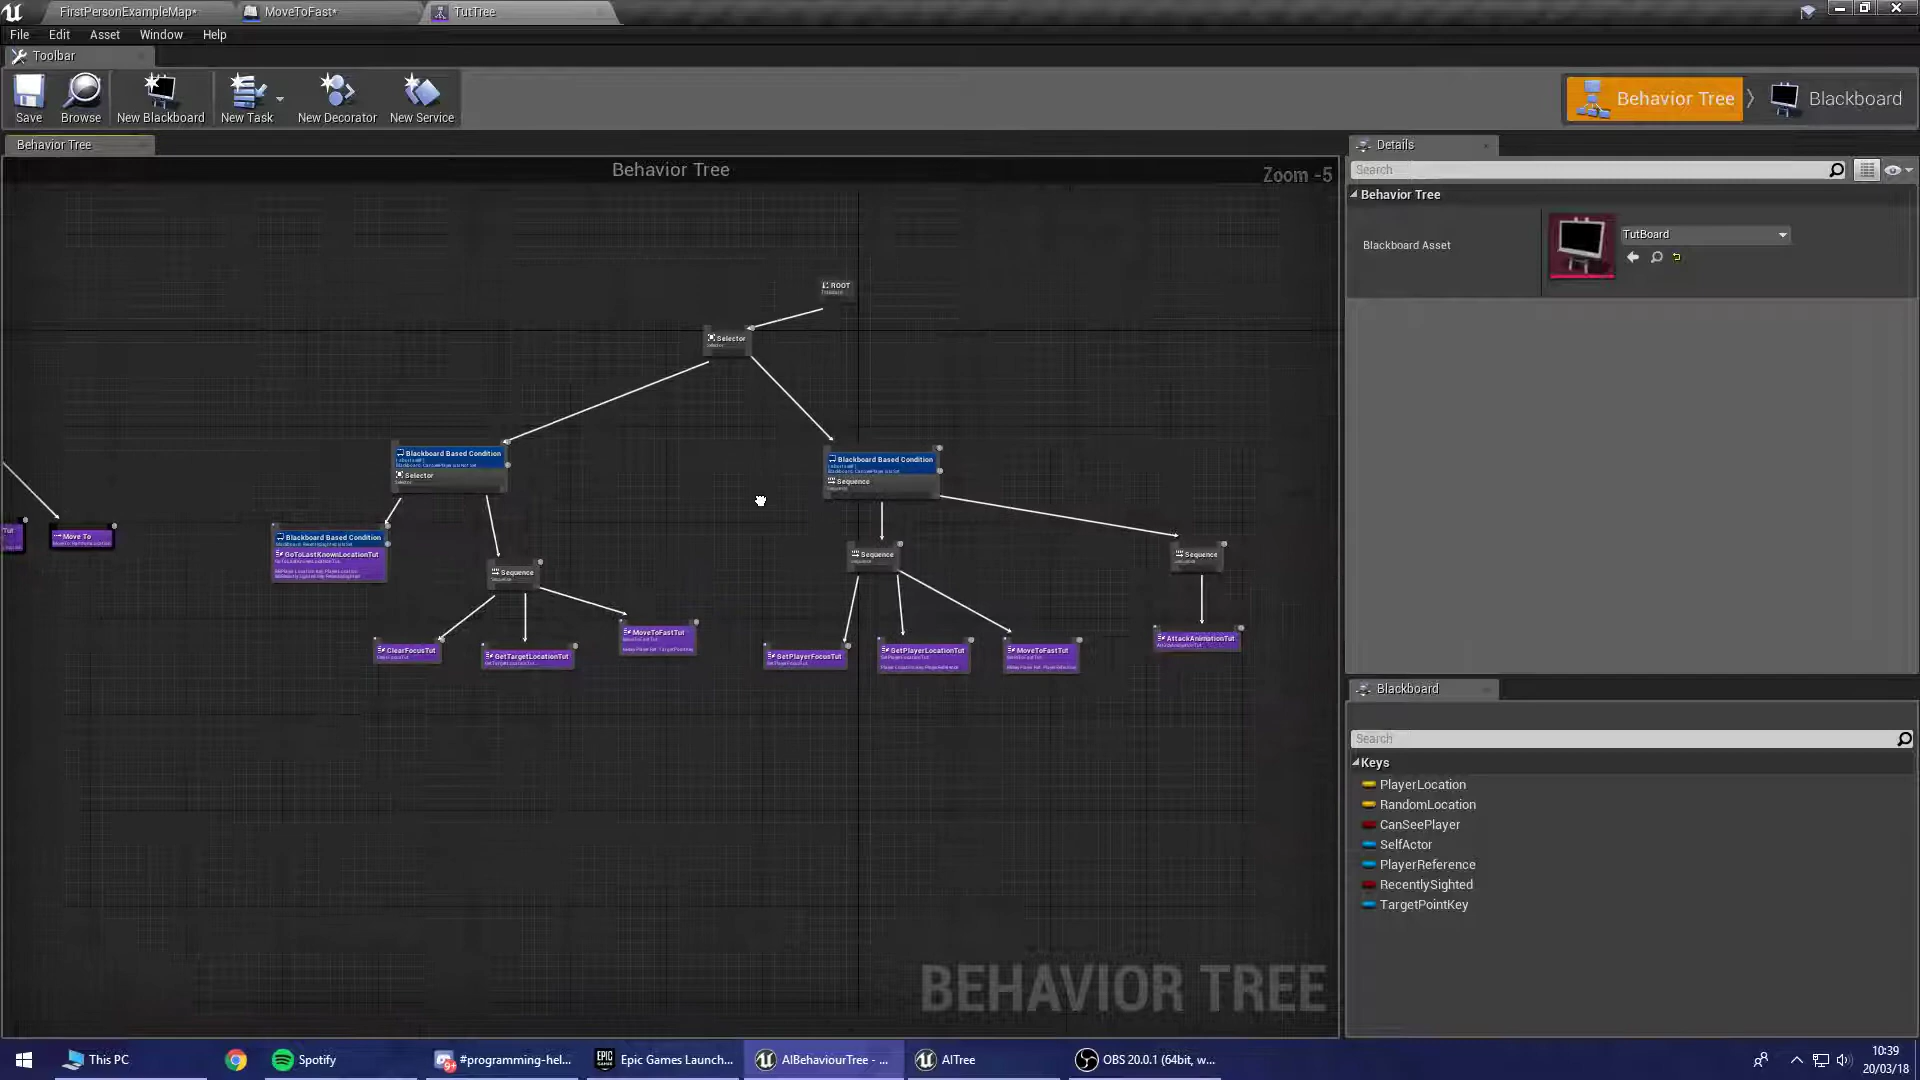 FirstPersonExampleMap*
MoveToFast*
TutTree
File Edit Asset Window Help
Toolbar
Save Browse New Blackboard New Task New Decorator New Service
Behavior Tree Blackboard
Behavior Tree
Behavior Tree
Zoom -5
ROOT
Selector
Blackboard Based Condition
Selector
Blackboard Based Condition
Sequence
Move To
Blackboard Based Condition
GoToLastKnownLocationTut
Sequence
Sequence
Sequence
ClearFocusTut
GetTargetLocationTut
MoveToFastTut
SetPlayerFocusTut
GetPlayerLocationTut
MoveToFastTut
AttackAnimationTut
BEHAVIOR TREE
Details
Search
Behavior Tree
Blackboard Asset
TutBoard
Blackboard
Search
Keys
PlayerLocation
RandomLocation
CanSeePlayer
SelfActor
PlayerReference
RecentlySighted
TargetPointKey
This PC
Spotify
#programming-hel...
Epic Games Launch...
AIBehaviourTree - ...
AITree
OBS 20.0.1 (64bit, w...
10:39
20/03/18